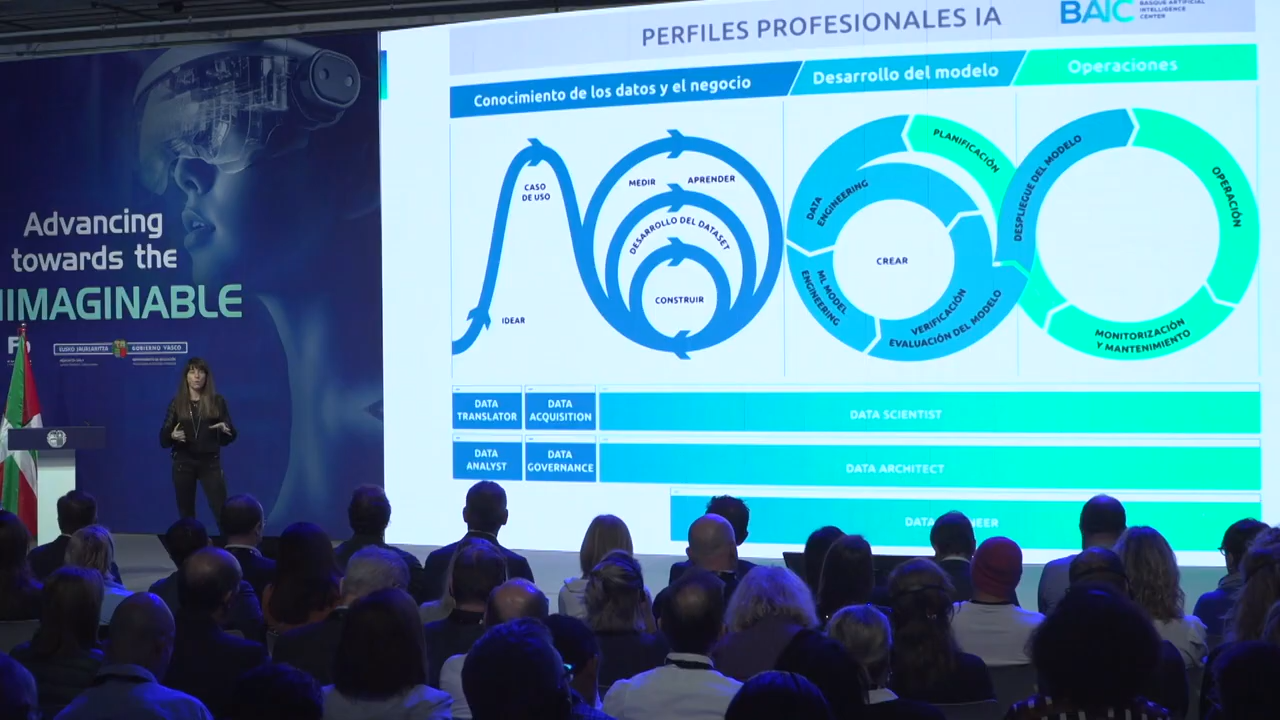 Advancing
towards the
IMAGINABLE
EUSKO JAURLARITZA
GOBIERNO VASCO
PERFILES PROFESIONALES IA
BAIC
BASQUE ARTIFICIAL
INTELLIGENCE
CENTER
Conocimiento de los datos y el negocio
Desarrollo del modelo
Operaciones
IDEAR
CASO
DE USO
MEDIR
APRENDER
DESARROLLO DEL DATASET
CONSTRUIR
DATA
ENGINEERING
PLANIFICACIÓN
CREAR
ML MODEL
ENGINEERING
VERIFICACIÓN
EVALUACIÓN DEL MODELO
DESPLIEGUE DEL MODELO
OPERACIÓN
MONITORIZACIÓN
Y MANTENIMIENTO
DATA
TRANSLATOR
DATA
ACQUISITION
DATA SCIENTIST
DATA
ANALYST
DATA
GOVERNANCE
DATA ARCHITECT